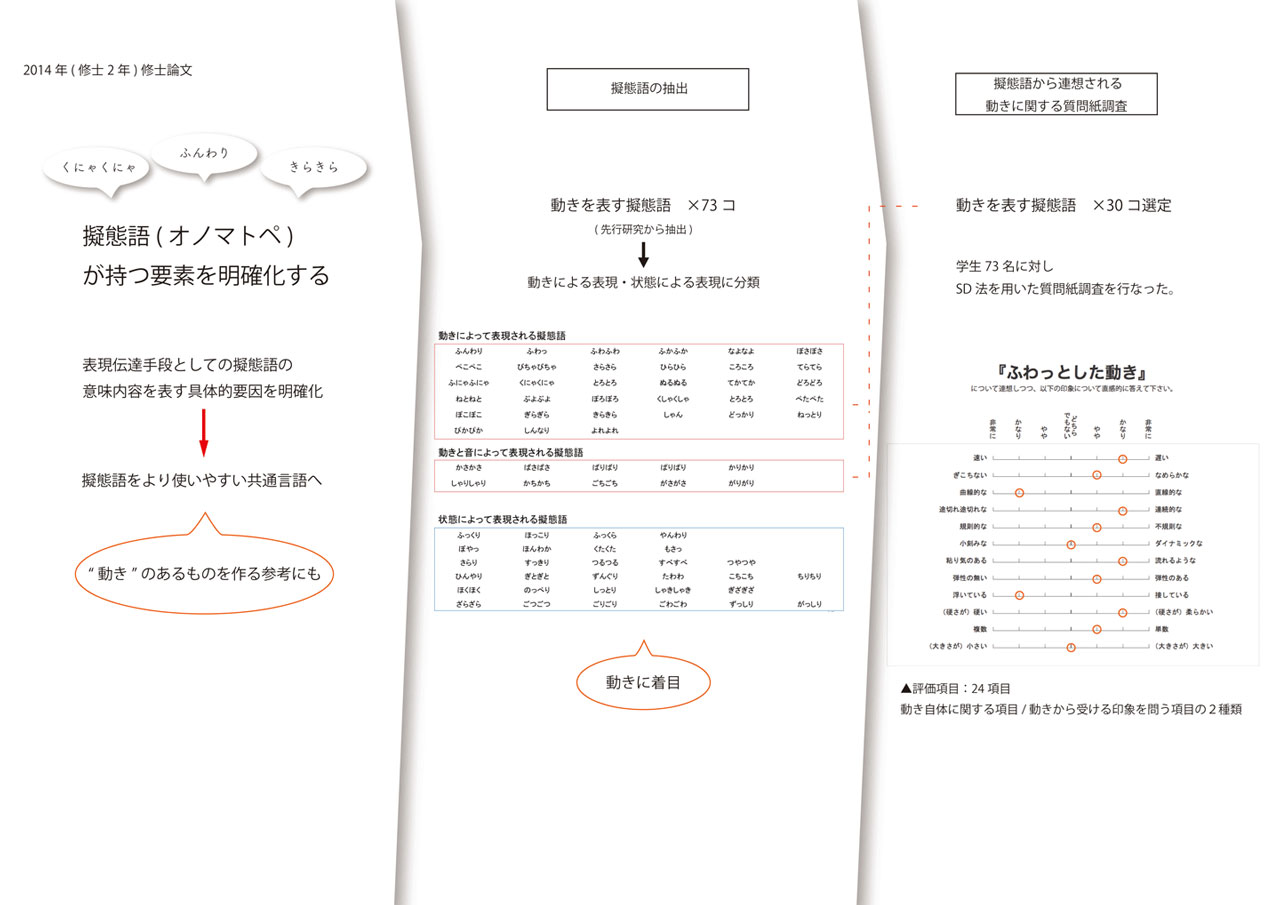 2014 年 ( 修士 2 年 ) 修士論文
くにゃくにゃ
ふんわり
きらきら
擬態語 ( オノマトペ )
が持つ要素を明確化する
表現伝達手段としての擬態語の
意味内容を表す具体的要因を明確化
擬態語をより使いやすい共通言語へ
“ 動き ” のあるものを作る参考にも
擬態語の抽出
動きを表す擬態語 ×73 コ
( 先行研究から抽出 )
動きによる表現・状態による表現に分類
動きによって表現される擬態語
ふんわり ふわっ ふわふわ ふかふか なよなよ ぼさぼさ
ぺこぺこ びちゃびちゃ さらさら ひらひら ころころ てらてら
ふにゃふにゃ くにゃくにゃ とろとろ ぬるぬる てかてか どろどろ
ねとねと ぷよぷよ ぼろぼろ くしゃくしゃ とろとろ べたべた
ぼこぼこ ぎらぎら きらきら しゃん どっかり ねっとり
ぴかぴか しんなり よれよれ
動きと音によって表現される擬態語
かさかさ ばさばさ ぱりぱり ばりばり かりかり
しゃりしゃり かちかち ごちごち がさがさ がりがり
状態によって表現される擬態語
ふっくり ほっこり ふっくら やんわり
ぼやっ ほんわか くたくた もさっ
さらり すっきり つるつる すべすべ つやつや
ひんやり ぎとぎと ずんぐり たわわ こちこち ちりちり
ほくほく のっぺり しっとり しゃきしゃき ぎざぎざ
ざらざら ごつごつ ごりごり ごわごわ ずっしり がっしり
動きに着目
擬態語から連想される
動きに関する質問紙調査
動きを表す擬態語 ×30 コ選定
学生 73 名に対し
SD 法を用いた質問紙調査を行なった。
『ふわっとした動き』
について連想しつつ、以下の印象について直感的に答えて下さい。
非常に かなり やや どちらでもない やや かなり 非常に
速い 遅い
ぎこちない なめらかな
曲線的な 直線的な
途切れ途切れな 連続的な
規則的な 不規則な
小刻みな ダイナミックな
粘り気のある 流れるような
弾性の無い 弾性のある
浮いている 接している
（硬さが）硬い （硬さが）柔らかい
複数 単数
（大きさが）小さい （大きさが）大きい
▲評価項目：24 項目
動き自体に関する項目 / 動きから受ける印象を問う項目の２種類